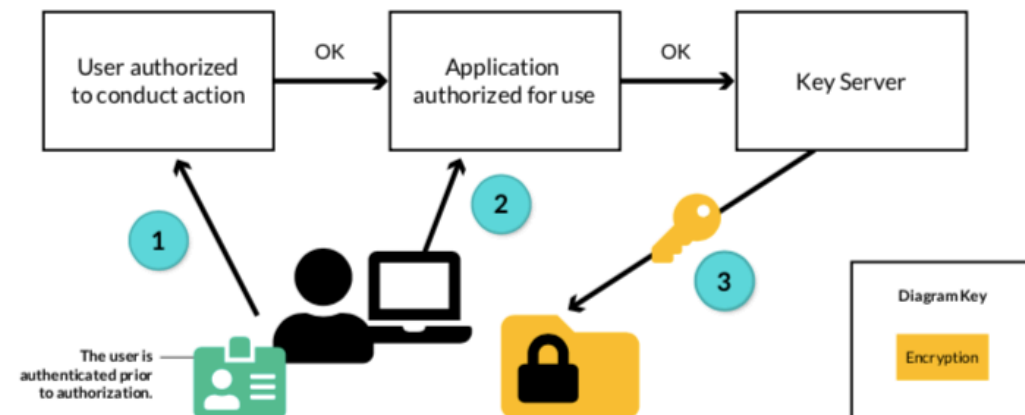 User authorized
to conduct action
OK
Application
authorized for use
OK
Key Server
1
2
3
The user is
authenticated prior
to authorization.
Diagram Key
Encryption